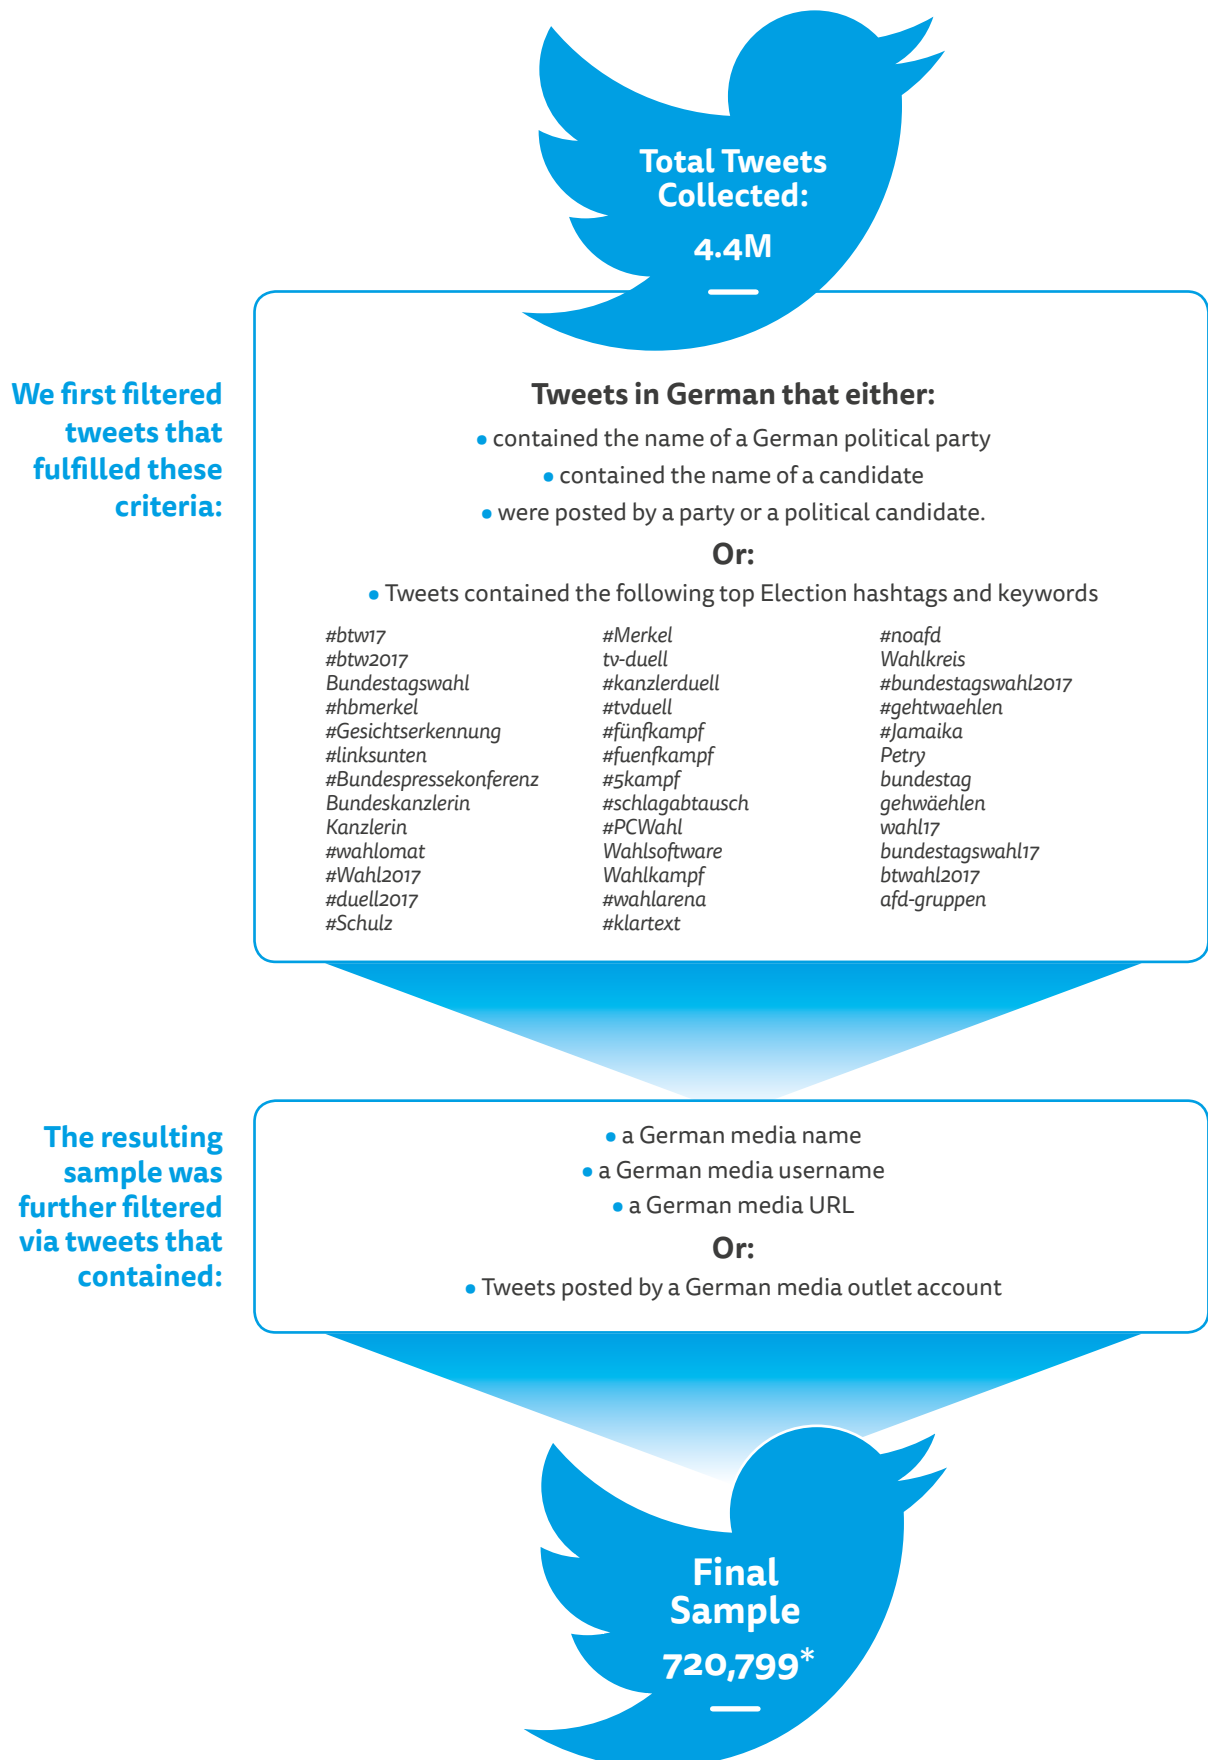 Total Tweets
Collected:
4.4M
We first filtered
tweets that
fulfilled these
criteria:
Tweets in German that either:
• contained the name of a German political party
• contained the name of a candidate
• were posted by a party or a political candidate.
Or:
• Tweets contained the following top Election hashtags and keywords
#btw17
#btw2017
Bundestagswahl
#hbmerkel
#Gesichtserkennung
#linksunten
#Bundespressekonferenz
Bundeskanzlerin
Kanzlerin
#wahlomat
#Wahl2017
#duell2017
#Schulz
#Merkel
tv-duell
#kanzlerduell
#tvduell
#fünfkampf
#fuenfkampf
#5kampf
#schlagabtausch
#PCWahl
Wahlsoftware
Wahlkampf
#wahlarena
#klartext
#noafd
Wahlkreis
#bundestagswahl2017
#gehtwaehlen
#Jamaika
Petry
bundestag
gehwäehlen
wahl17
bundestagswahl17
btwahl2017
afd-gruppen
The resulting
sample was
further filtered
via tweets that
contained:
• a German media name
• a German media username
• a German media URL
Or:
• Tweets posted by a German media outlet account
Final
Sample
720,799*